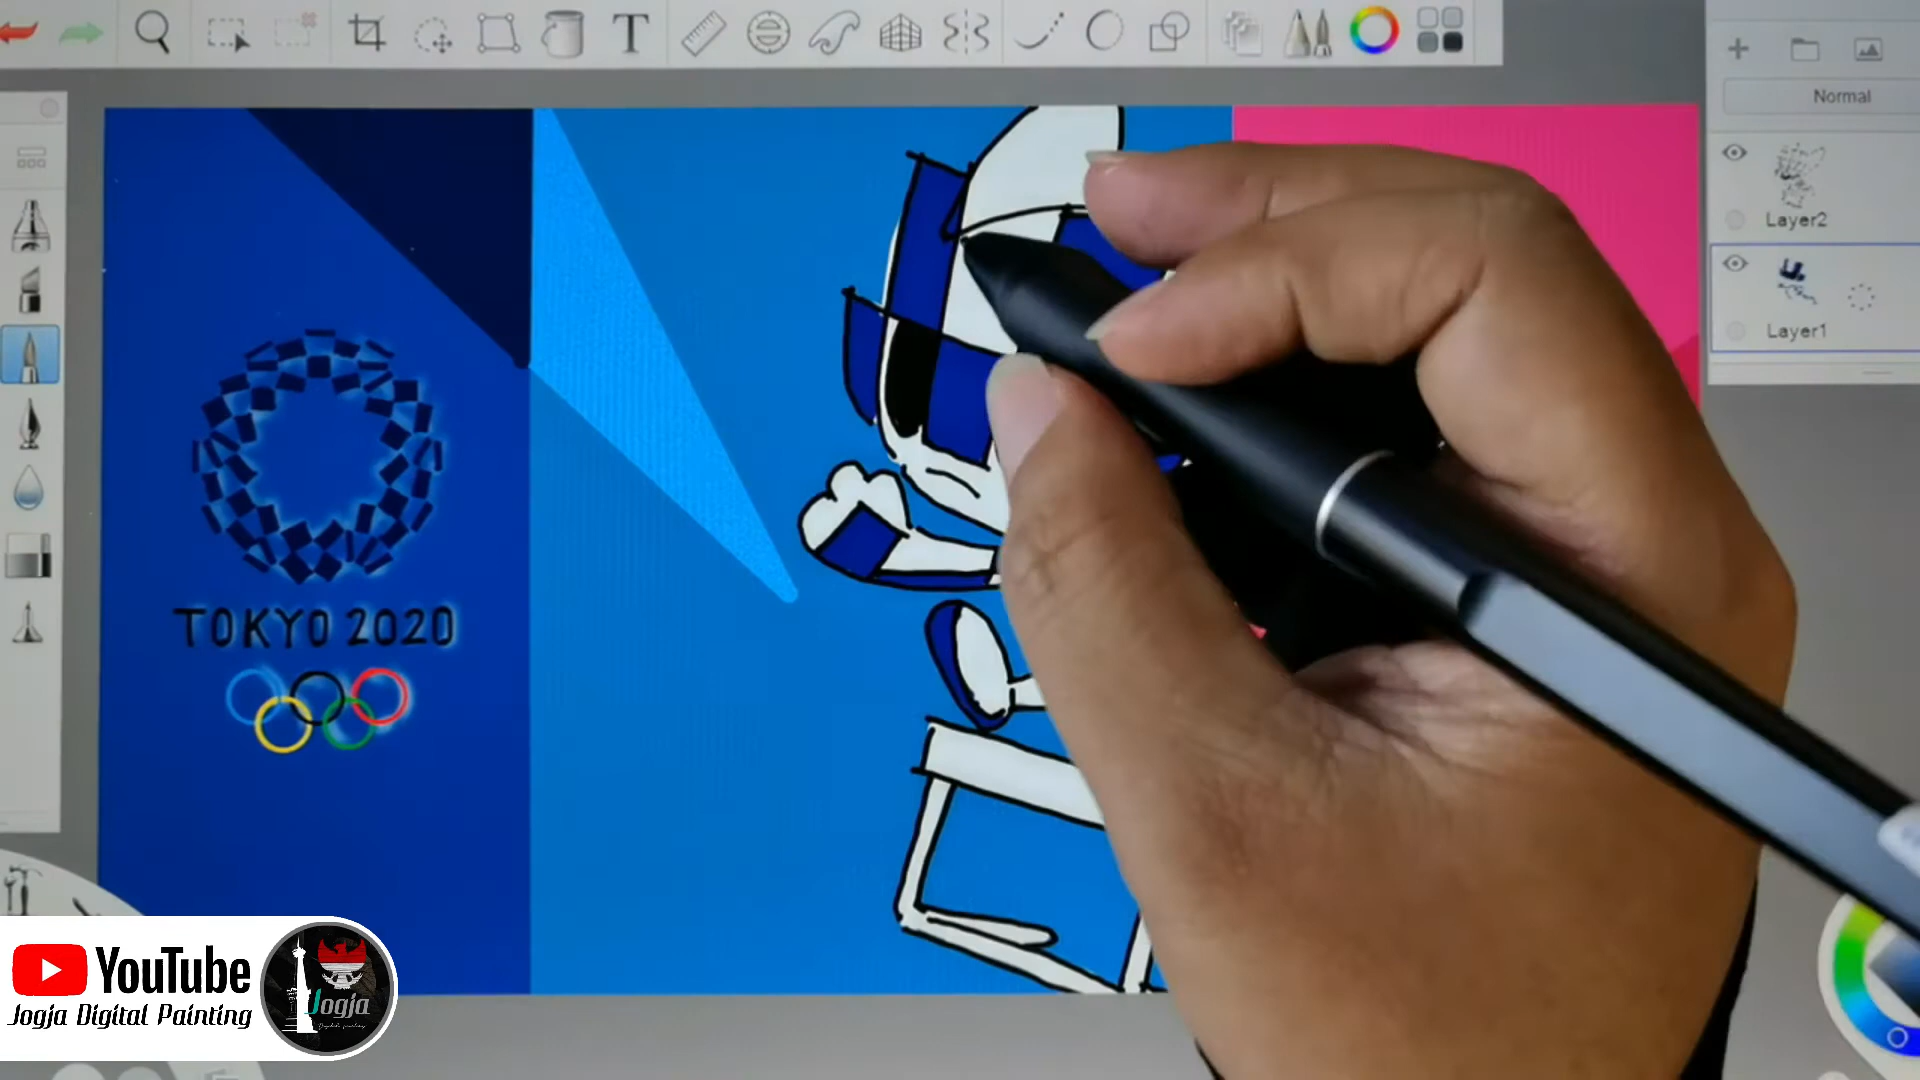 T
Normal
Layer2
Layer1
TOKYO 2020
YouTube
Jogja Digital Painting
Jogja